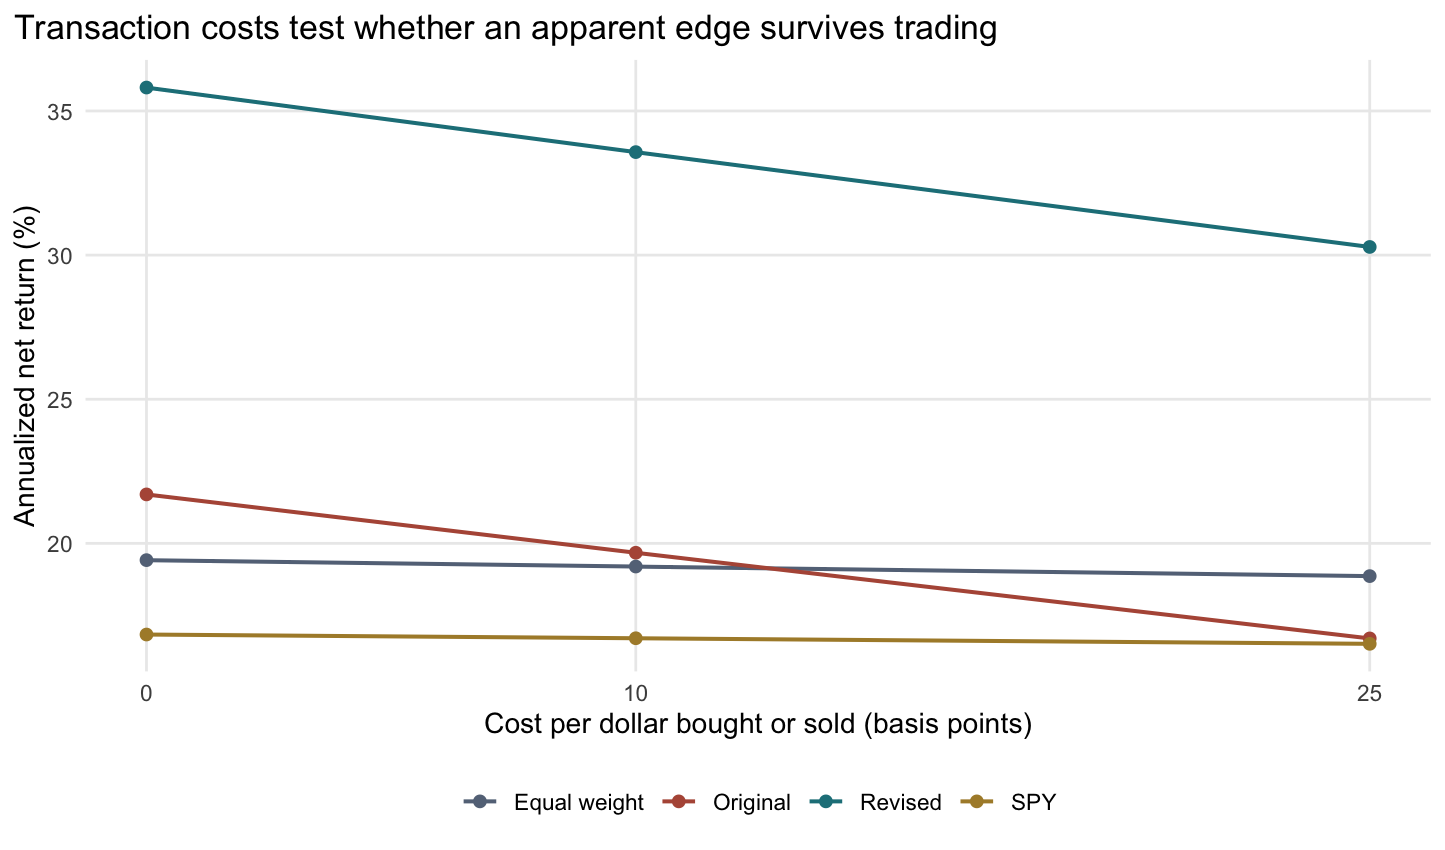 Transaction costs test whether an apparent edge survives trading
Annualized net return (%)
35
30
25
20
0 10 25
Cost per dollar bought or sold (basis points)
Equal weight Original Revised SPY